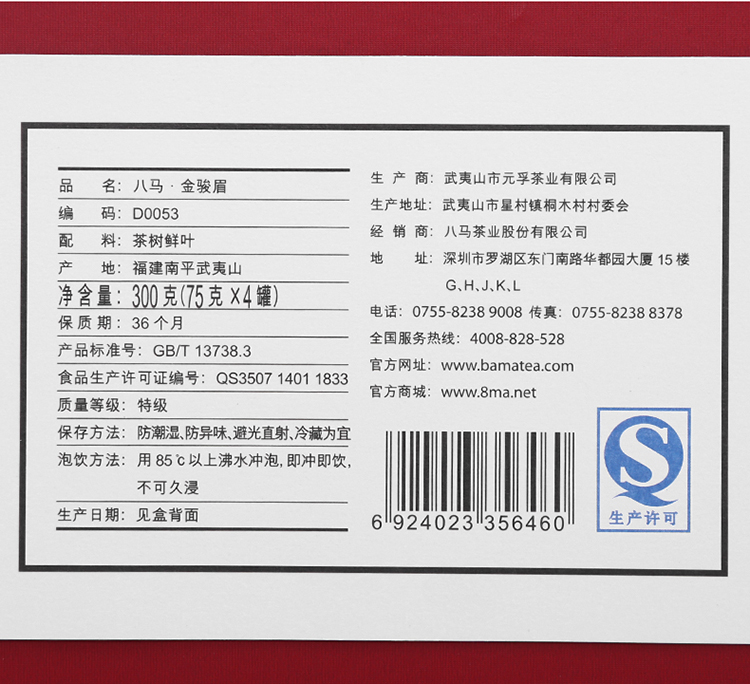 品 名：八马·金骏眉
编 码：D0053
配 料：茶树鲜叶
产 地：福建南平武夷山
净含量：300克(75克×4罐)
保质期：36个月
产品标准号：GB/T 13738.3
食品生产许可证编号：QS3507 1401 1833
质量等级：特级
保存方法：防潮湿、防异味、避光直射、冷藏为宜
泡饮方法：用85℃以上沸水冲泡，即冲即饮，
不可久浸
生产日期：见盒背面
生 产 商：武夷山市元孚茶业有限公司
生产地址：武夷山市星村镇桐木村村委会
经 销 商：八马茶业股份有限公司
地 址：深圳市罗湖区东门南路华都园大厦15楼
G、H、J、K、L
电话：0755-8238 9008 传真：0755-8238 8378
全国服务热线：4008-828-528
官方网址：www.bamatea.com
官方商城：www.8ma.net
6 924023 356460
生产许可